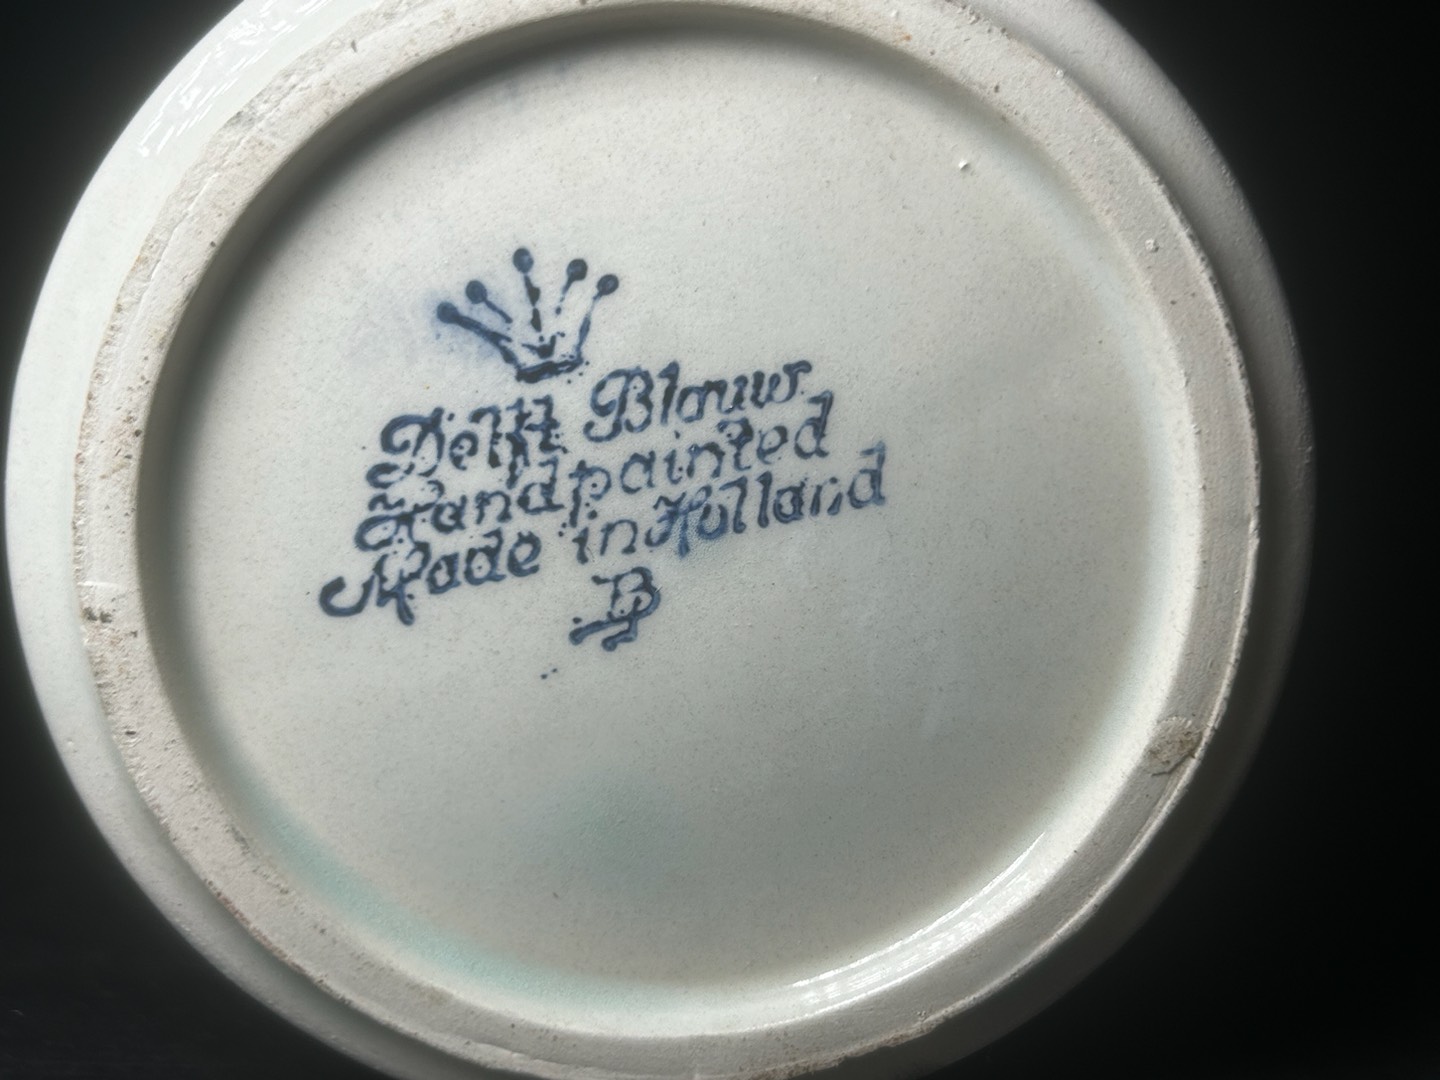 Delft Blauw
Handpainted
Made in Holland
B